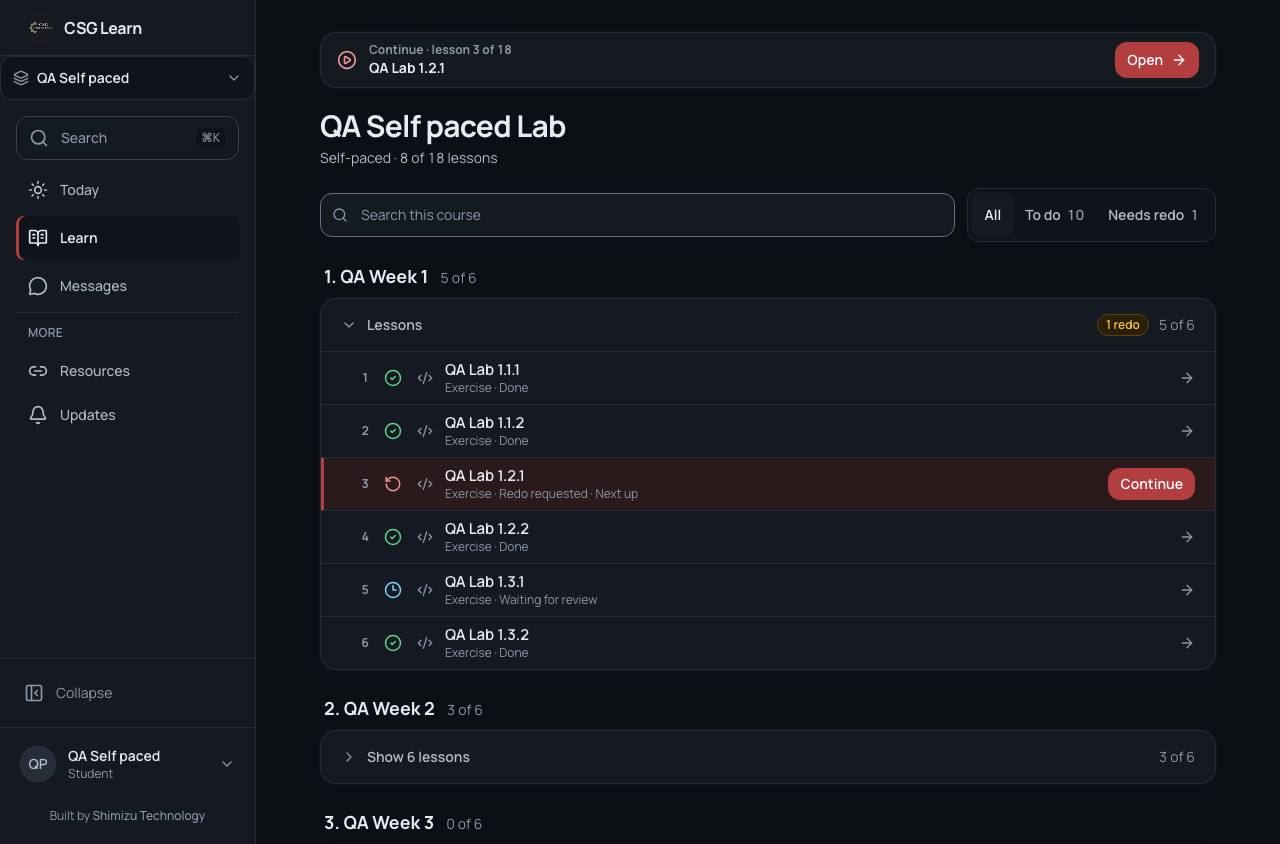 CSG Learn
QA Self paced
Search ⌘K
Today
Learn
Messages
MORE
Resources
Updates
Collapse
QP
QA Self paced
Student
Built by Shimizu Technology
Continue · lesson 3 of 18
QA Lab 1.2.1
Open
QA Self paced Lab
Self-paced · 8 of 18 lessons
Search this course
All To do 10 Needs redo 1
1. QA Week 1 5 of 6
Lessons 1 redo 5 of 6
1 QA Lab 1.1.1
Exercise · Done
2 QA Lab 1.1.2
Exercise · Done
3 QA Lab 1.2.1
Exercise · Redo requested · Next up
Continue
4 QA Lab 1.2.2
Exercise · Done
5 QA Lab 1.3.1
Exercise · Waiting for review
6 QA Lab 1.3.2
Exercise · Done
2. QA Week 2 3 of 6
Show 6 lessons 3 of 6
3. QA Week 3 0 of 6